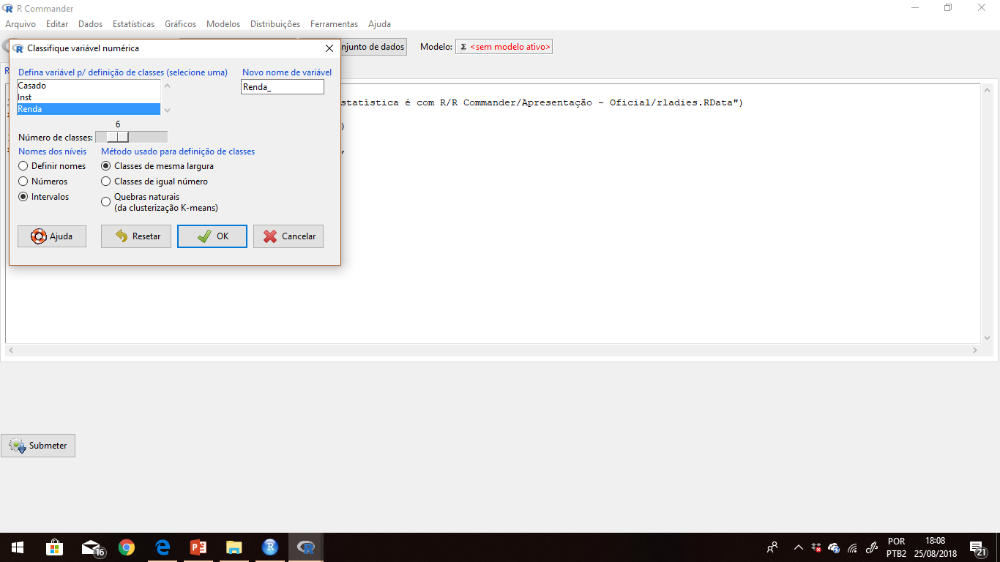 R Commander
Arquivo Editar Dados Estatísticas Gráficos Modelos Distribuições Ferramentas Ajuda
Classifique variável numérica
njunto de dados Modelo: Σ <sem modelo ativo>
Defina variável p/ definição de classes (selecione uma) Novo nome de variável
Casado
Inst
Renda
Renda_
statística é com R/R Commander/Apresentação - Oficial/rladies.RData")
)
,
6
Número de classes:
Nomes dos níveis Método usado para definição de classes
Definir nomes Classes de mesma largura
Números Classes de igual número
Intervalos Quebras naturais
(da clusterização K-means)
Ajuda Resetar OK Cancelar
Submeter
16
POR 18:08
PTB2 25/08/2018
21